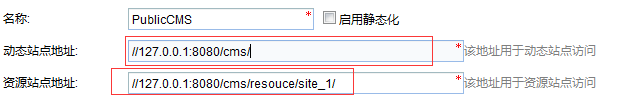 名称: PublicCMS * 启用静态化
动态站点地址: //127.0.0.1:8080/cms/ * 该地址用于动态站点访问
资源站点地址: //127.0.0.1:8080/cms/resouce/site_1/ * 该地址用于资源站点访问